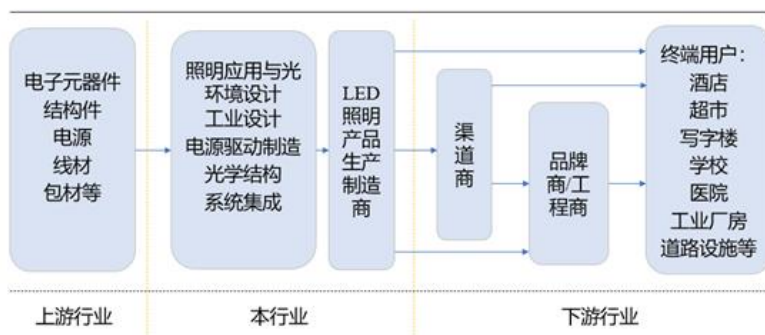 电子元器件
结构件
电源
线材
包材等
照明应用与光
环境设计
工业设计
电源驱动制造
光学结构
系统集成
LED
照明
产品
生产
制造
商
渠
道
商
品牌
商/工
程商
终端用户：
酒店
超市
写字楼
学校
医院
工业厂房
道路设施等
上游行业
本行业
下游行业